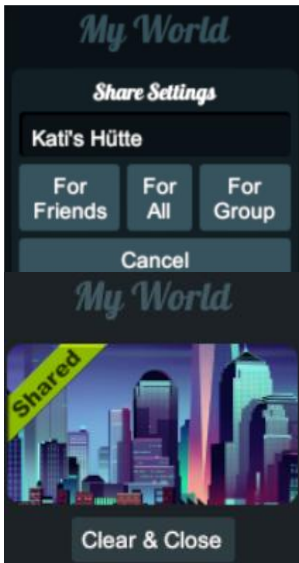 My World
Share Settings
Kati's Hütte
For Friends
For All
For Group
Cancel
My World
Shared
Clear & Close